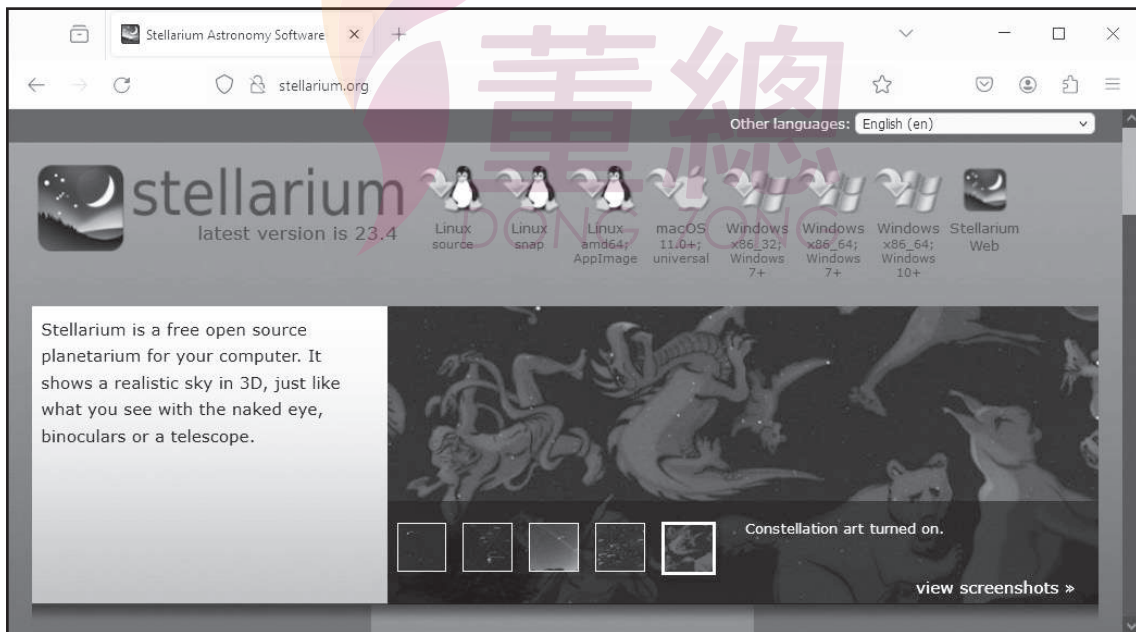 Stellarium Astronomy Software
stellarium.org
Other languages: English (en)
stellarium
latest version is 23.4
Linux
source
Linux
snap
Linux
amd64;
AppImage
macOS
11.0+;
universal
Windows
x86_32;
Windows
7+
Windows
x86_64;
Windows
7+
Windows
x86_64;
Windows
10+
Stellarium
Web
董總
DONG ZONG
Stellarium is a free open source
planetarium for your computer. It
shows a realistic sky in 3D, just like
what you see with the naked eye,
binoculars or a telescope.
Constellation art turned on.
view screenshots »